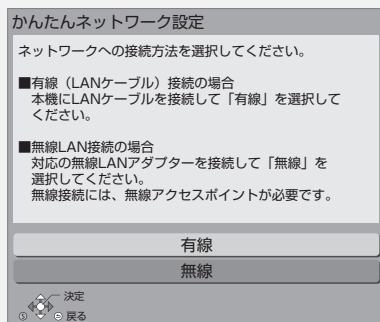 かんたんネットワーク設定
ネットワークへの接続方法を選択してください。
■有線（LANケーブル）接続の場合
本機にLANケーブルを接続して「有線」を選択して
ください。
■無線LAN接続の場合
対応の無線LANアダプターを接続して「無線」を
選択してください。
無線接続には、無線アクセスポイントが必要です。
有線
無線
決定
戻る